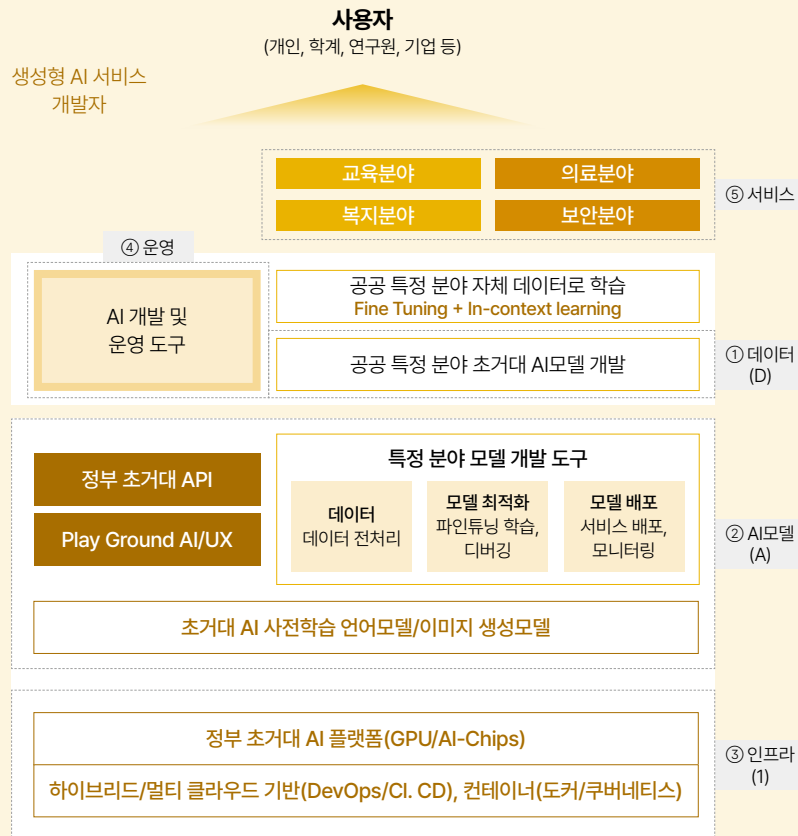 사용자
(개인, 학계, 연구원, 기업 등)
생성형 AI 서비스
개발자
교육분야
의료분야
복지분야
보안분야
⑤ 서비스
④ 운영
AI 개발 및
운영 도구
공공 특정 분야 자체 데이터로 학습
Fine Tuning + In-context learning
공공 특정 분야 초거대 AI모델 개발
① 데이터
(D)
정부 초거대 API
Play Ground AI/UX
특정 분야 모델 개발 도구
데이터
데이터 전처리
모델 최적화
파인튜닝 학습,
디버깅
모델 배포
서비스 배포,
모니터링
② AI모델
(A)
초거대 AI 사전학습 언어모델/이미지 생성모델
정부 초거대 AI 플랫폼(GPU/AI-Chips)
하이브리드/멀티 클라우드 기반(DevOps/CI. CD), 컨테이너(도커/쿠버네티스)
③ 인프라
(1)